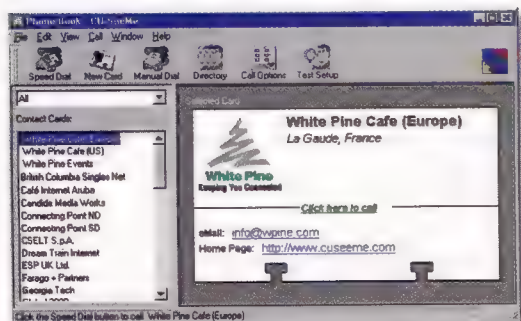 Phone Book - CU-SeeMe
File Edit View Call Window Help
Speed Dial New Card Manual Dial Directory Call Options Test Setup
All
Contact Cards:
White Pine Cafe (Europe)
White Pine Cafe (US)
White Pine Events
British Columbia Singles Net
Café Internet Aruba
Candide Media Works
Connecting Point ND
Connecting Point SD
CSELT S.p.A.
Dream Train Internet
ESP UK Ltd.
Farago + Partners
Georgia Tech
Selected Card
White Pine Cafe (Europe)
La Gaude, France
White Pine
Keeping You Connected
Click here to call
eMail: info@wpine.com
Home Page: http://www.cuseeme.com
Click the Speed Dial button to call White Pine Cafe (Europe)